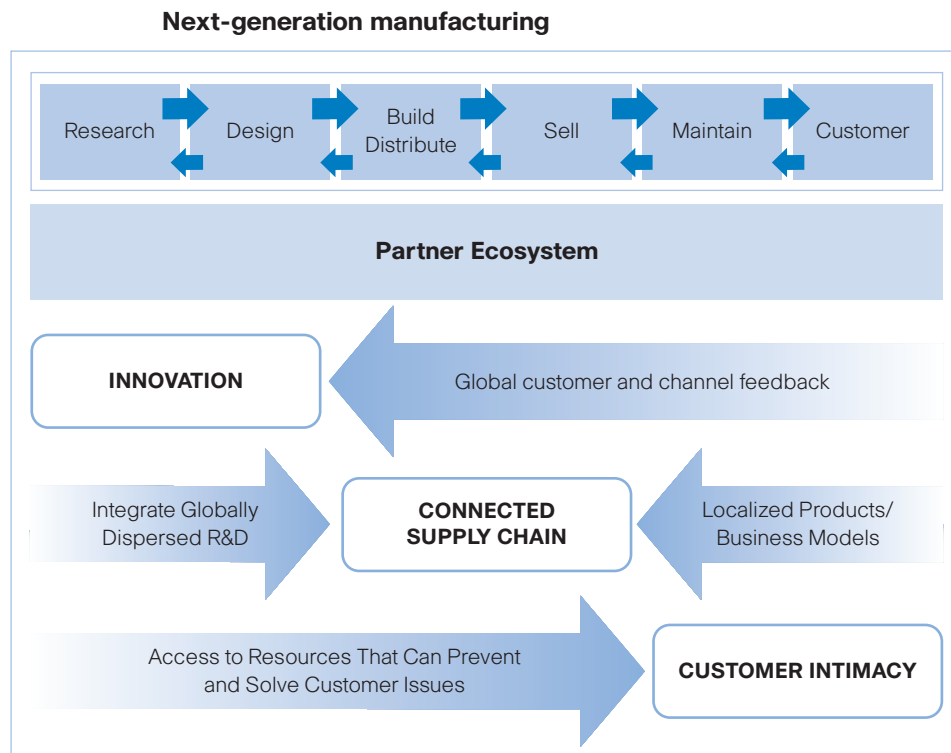 Next-generation manufacturing
Research
Design
Build
Distribute
Sell
Maintain
Customer
Partner Ecosystem
INNOVATION
Global customer and channel feedback
Integrate Globally
Dispersed R&D
CONNECTED
SUPPLY CHAIN
Localized Products/
Business Models
Access to Resources That Can Prevent
and Solve Customer Issues
CUSTOMER INTIMACY